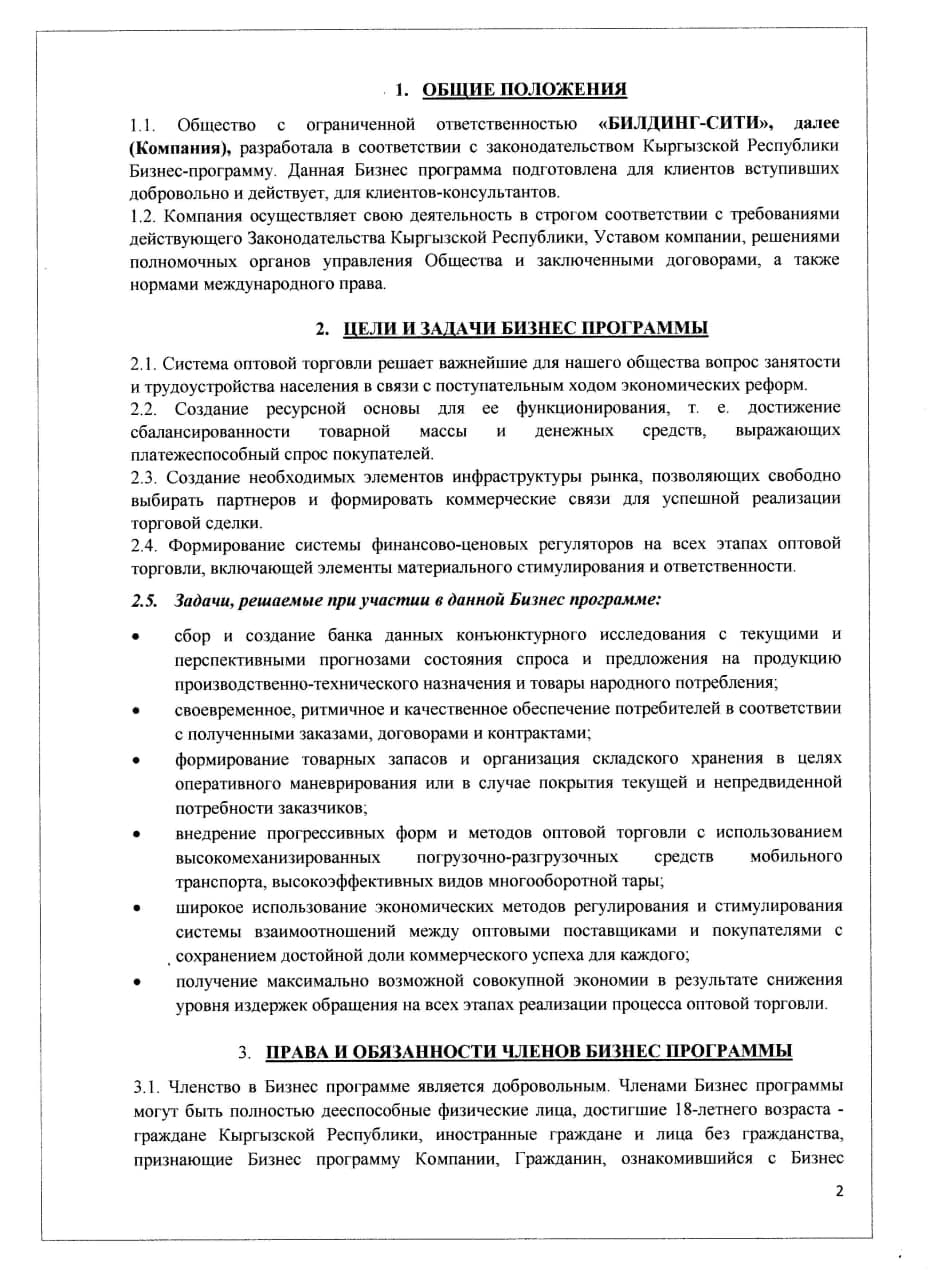 1. ОБЩИЕ ПОЛОЖЕНИЯ
1.1. Общество с ограниченной ответственностью «БИЛДИНГ-СИТИ», далее
(Компания), разработала в соответствии с законодательством Кыргызской Республики
Бизнес-программу. Данная Бизнес программа подготовлена для клиентов вступивших
добровольно и действует, для клиентов-консультантов.
1.2. Компания осуществляет свою деятельность в строгом соответствии с требованиями
действующего Законодательства Кыргызской Республики, Уставом компании, решениями
полномочных органов управления Общества и заключенными договорами, а также
нормами международного права.
2. ЦЕЛИ И ЗАДАЧИ БИЗНЕС ПРОГРАММЫ
2.1. Система оптовой торговли решает важнейшие для нашего общества вопрос занятости
и трудоустройства населения в связи с поступательным ходом экономических реформ.
2.2. Создание ресурсной основы для ее функционирования, т. е. достижение
сбалансированности товарной массы и денежных средств, выражающих
платежеспособный спрос покупателей.
2.3. Создание необходимых элементов инфраструктуры рынка, позволяющих свободно
выбирать партнеров и формировать коммерческие связи для успешной реализации
торговой сделки.
2.4. Формирование системы финансово-ценовых регуляторов на всех этапах оптовой
торговли, включающей элементы материального стимулирования и ответственности.
2.5. Задачи, решаемые при участии в данной Бизнес программе:
• сбор и создание банка данных конъюнктурного исследования с текущими и
перспективными прогнозами состояния спроса и предложения на продукцию
производственно-технического назначения и товары народного потребления;
• своевременное, ритмичное и качественное обеспечение потребителей в соответствии
с полученными заказами, договорами и контрактами;
• формирование товарных запасов и организация складского хранения в целях
оперативного маневрирования или в случае покрытия текущей и непредвиденной
потребности заказчиков;
• внедрение прогрессивных форм и методов оптовой торговли с использованием
высокомеханизированных погрузочно-разгрузочных средств мобильного
транспорта, высокоэффективных видов многооборотной тары;
• широкое использование экономических методов регулирования и стимулирования
системы взаимоотношений между оптовыми поставщиками и покупателями с
сохранением достойной доли коммерческого успеха для каждого;
• получение максимально возможной совокупной экономии в результате снижения
уровня издержек обращения на всех этапах реализации процесса оптовой торговли.
3. ПРАВА И ОБЯЗАННОСТИ ЧЛЕНОВ БИЗНЕС ПРОГРАММЫ
3.1. Членство в Бизнес программе является добровольным. Членами Бизнес программы
могут быть полностью дееспособные физические лица, достигшие 18-летнего возраста -
граждане Кыргызской Республики, иностранные граждане и лица без гражданства,
признающие Бизнес программу Компании, Гражданин, ознакомившийся с Бизнес
2